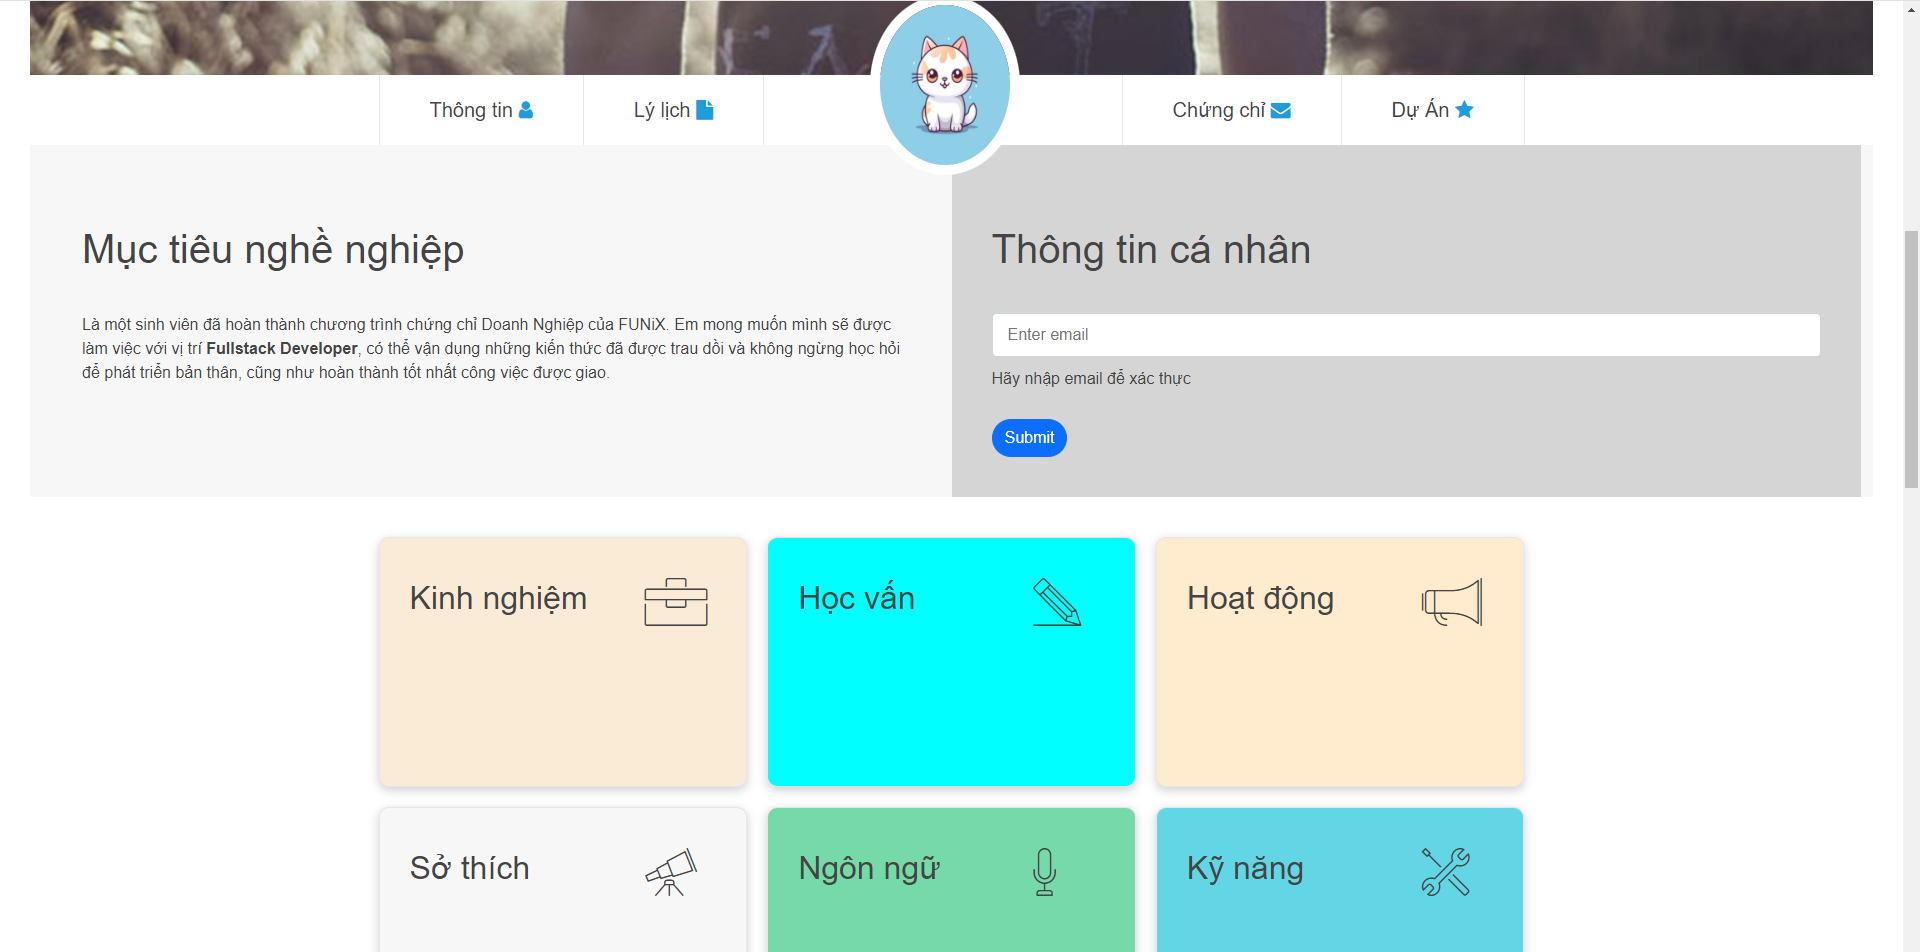 Thông tin
Lý lịch
Chứng chỉ
Dự Án
Mục tiêu nghề nghiệp
Là một sinh viên đã hoàn thành chương trình chứng chỉ Doanh Nghiệp của FUNiX. Em mong muốn mình sẽ được
làm việc với vị trí Fullstack Developer, có thể vận dụng những kiến thức đã được trau dồi và không ngừng học hỏi
để phát triển bản thân, cũng như hoàn thành tốt nhất công việc được giao.
Thông tin cá nhân
Enter email
Hãy nhập email để xác thực
Submit
Kinh nghiệm
Học vấn
Hoạt động
Sở thích
Ngôn ngữ
Kỹ năng